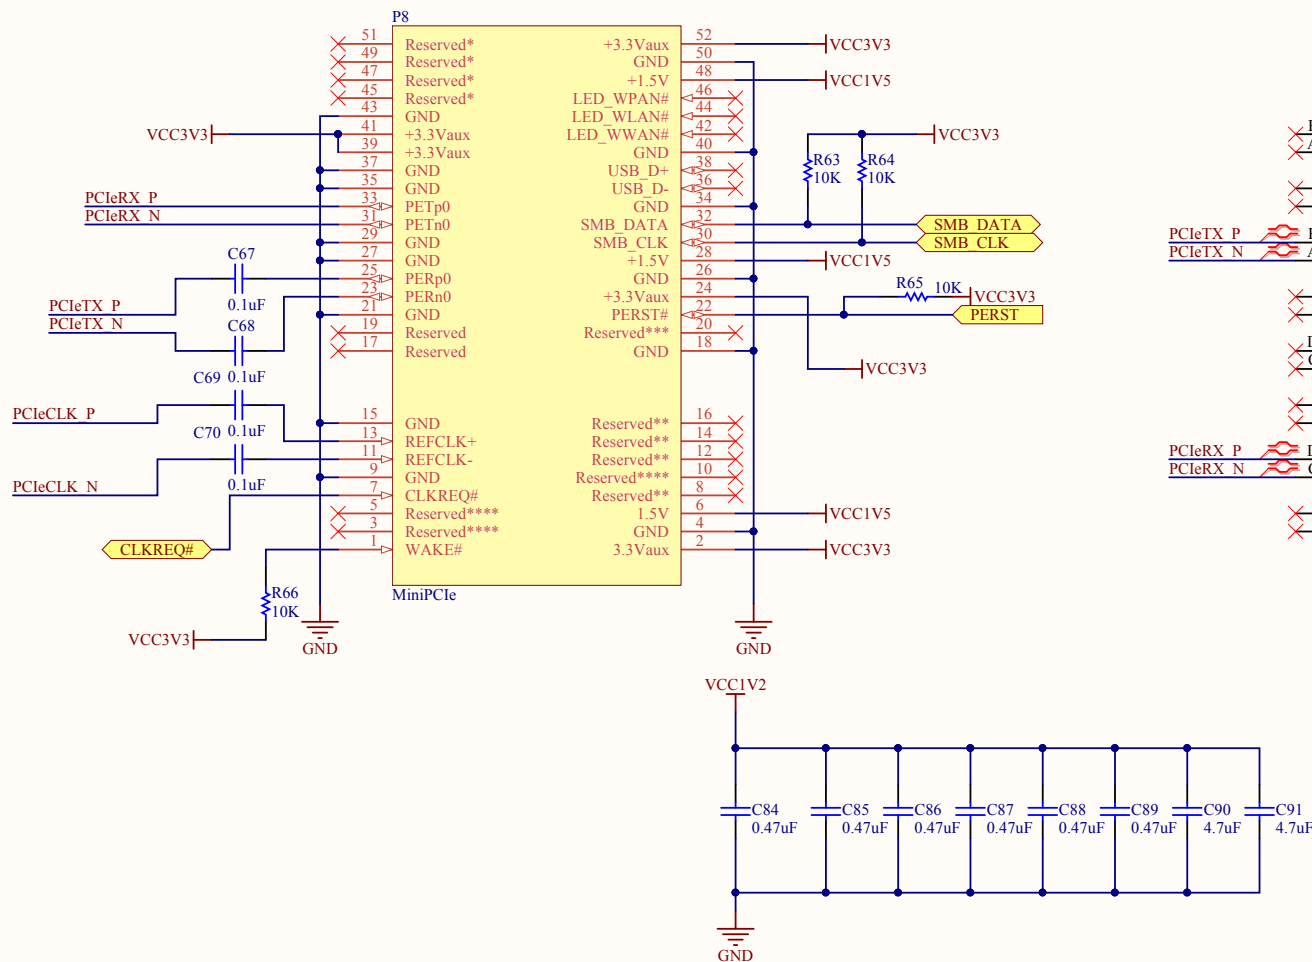 P8
51 Reserved* +3.3Vaux 52 VCC3V3
49 Reserved* GND 50
47 Reserved* +1.5V 48 VCC1V5
45 Reserved* LED_WPAN# 46
43 GND LED_WLAN# 44
VCC3V3 41 +3.3Vaux LED_WWAN# 42 VCC3V3
39 +3.3Vaux GND 40
37 GND USB_D+ 38 R63 R64
35 GND USB_D- 36 10K 10K
PCIeRX_P 33 PETp0 GND 34
PCIeRX_N 31 PETn0 SMB_DATA 32 SMB_DATA
29 GND SMB_CLK 30 SMB_CLK PCIeTX_P
27 GND +1.5V 28 VCC1V5 PCIeTX_N
C67
25 PERp0 GND 26
0.1uF
23 PERn0 +3.3Vaux 24 R65 10K VCC3V3
PCIeTX_P 21 GND PERST# 22 PERST
PCIeTX_N C68 19 Reserved Reserved*** 20
17 Reserved GND 18
C69 0.1uF VCC3V3
PCIeCLK_P
15 GND Reserved** 16
C70 0.1uF
13 REFCLK+ Reserved** 14
11 REFCLK- Reserved** 12 PCIeRX_P
9 GND Reserved**** 10 PCIeRX_N
0.1uF
PCIeCLK_N 7 CLKREQ# Reserved** 8
5 Reserved**** 1.5V 6 VCC1V5
3 Reserved**** GND 4
CLKREQ# 1 WAKE# 3.3Vaux 2 VCC3V3
R66
10K
MiniPCIe
VCC3V3
GND GND
VCC1V2
C84 C85 C86 C87 C88 C89 C90 C91
0.47uF 0.47uF 0.47uF 0.47uF 0.47uF 0.47uF 4.7uF 4.7uF
GND